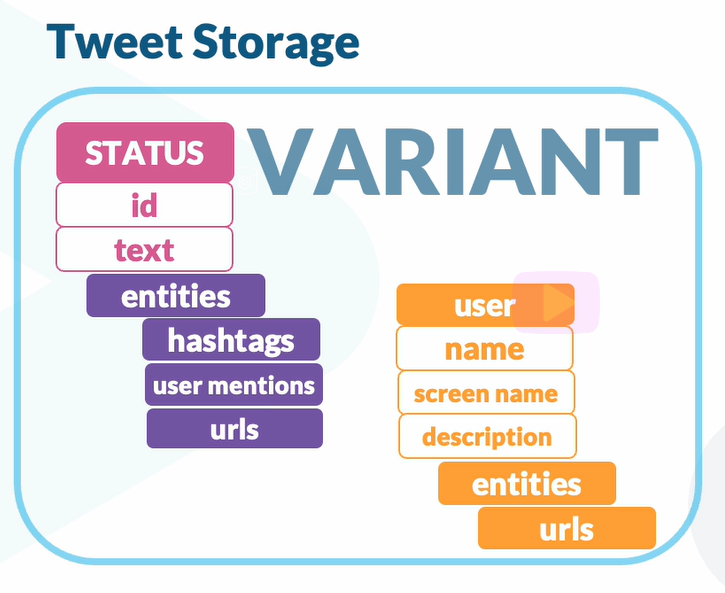 Tweet Storage
VARIANT
STATUS
id
text
entities
hashtags
user mentions
urls
user
name
screen name
description
entities
urls